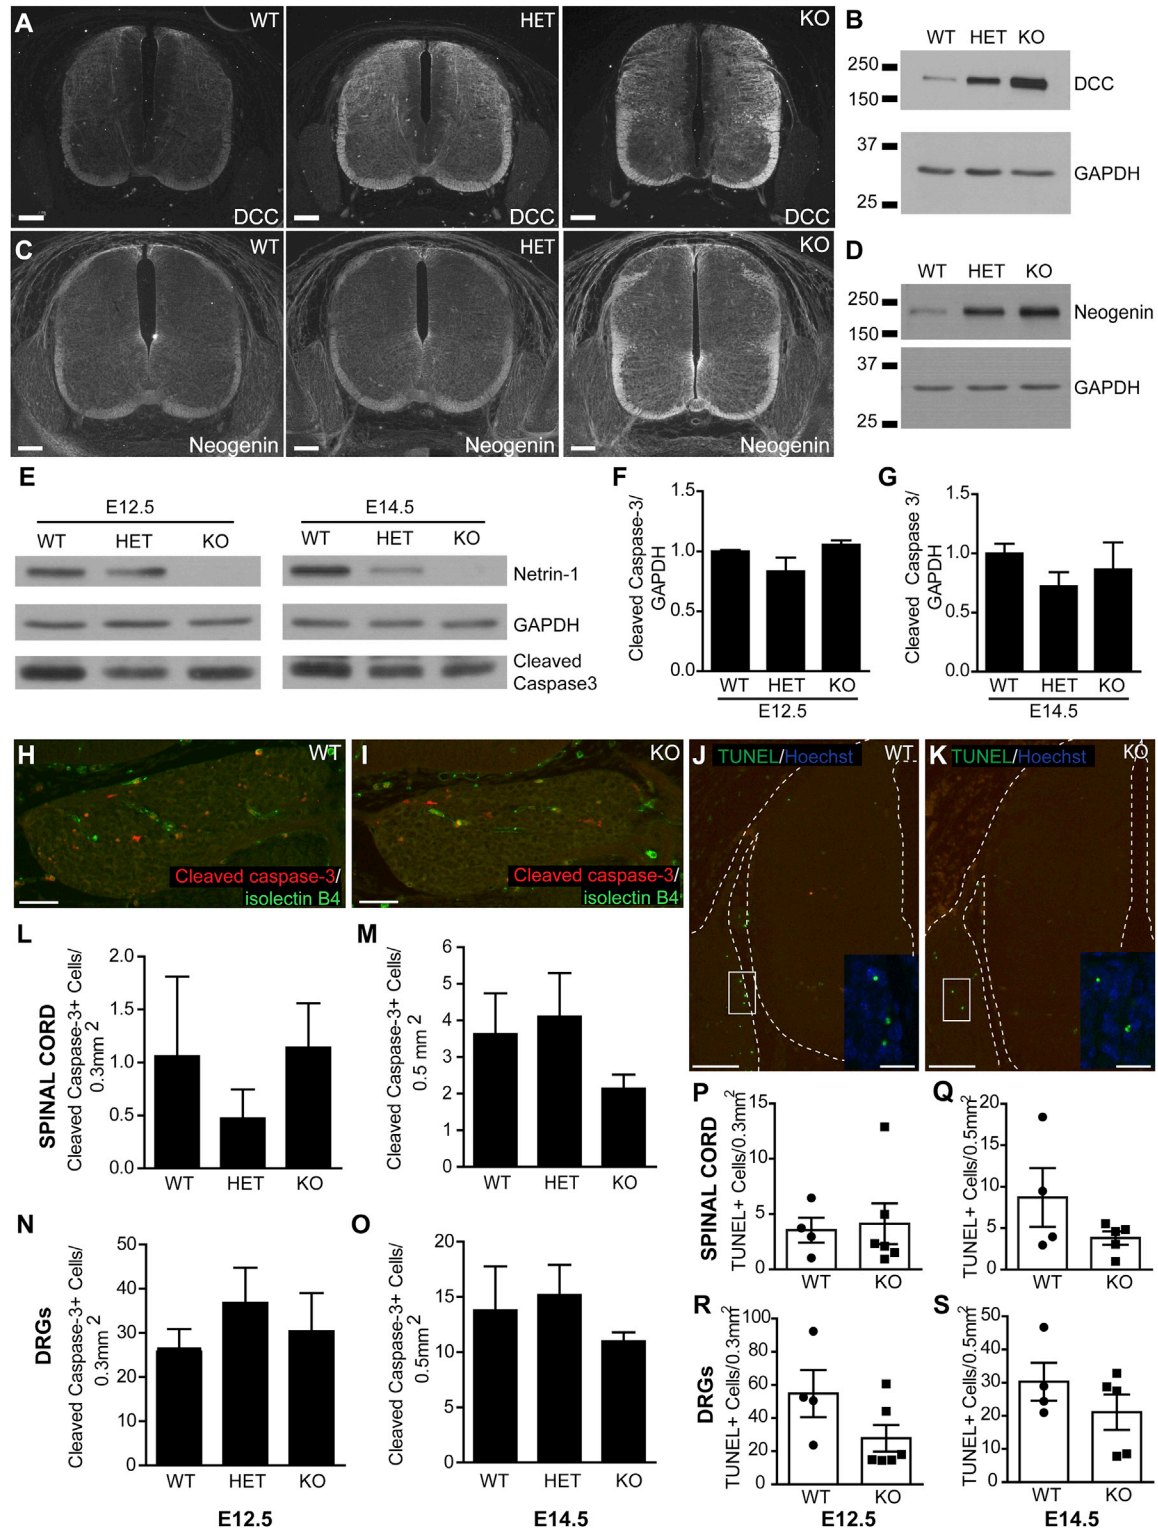 A WT HET KO
DCC DCC DCC
B WT HET KO
250
150
DCC
37
25
GAPDH
C WT HET KO
Neogenin Neogenin Neogenin
D WT HET KO
250
150
Neogenin
37
25
GAPDH
E
E12.5 E14.5
WT HET KO WT HET KO
Netrin-1
GAPDH
Cleaved
Caspase3
F
Cleaved Caspase-3/
GAPDH
1.5
1.0
0.5
0.0
WT HET KO
E12.5
G
Cleaved Caspase 3/
GAPDH
1.5
1.0
0.5
0.0
WT HET KO
E14.5
H WT
Cleaved caspase-3/
isolectin B4
I KO
Cleaved caspase-3/
isolectin B4
J TUNEL/Hoechst WT
K TUNEL/Hoechst KO
L
SPINAL CORD
Cleaved Caspase-3+ Cells/
0.3mm 2
2.0
1.5
1.0
0.5
0.0
WT HET KO
M
Cleaved Caspase-3+ Cells/
0.5 mm 2
6
5
4
3
2
1
0
WT HET KO
N
DRGs
Cleaved Caspase-3+ Cells/
0.3mm 2
50
40
30
20
10
0
WT HET KO
E12.5
O
Cleaved Caspase-3+ Cells/
0.5mm 2
20
15
10
5
0
WT HET KO
E14.5
P
SPINAL CORD
TUNEL+ Cells/0.3mm2
15
10
5
0
WT KO
Q
TUNEL+ Cells/0.5mm2
20
15
10
5
0
WT KO
R
DRGs
TUNEL+ Cells/0.3mm2
100
80
60
40
20
0
WT KO
E12.5
S
TUNEL+ Cells/0.5mm2
50
40
30
20
10
0
WT KO
E14.5